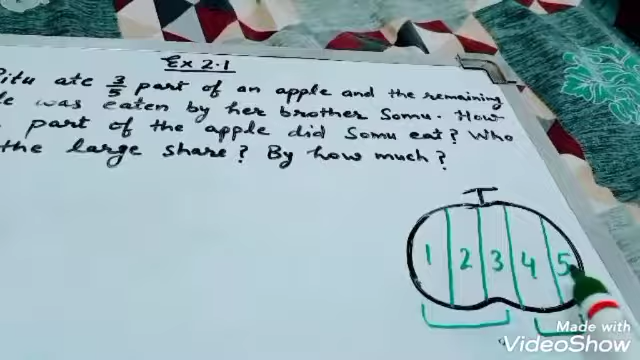 Ex 2.1
Pitu ate 3/5 part of an apple and the remaining
was eaten by her brother Somu. How
part of the apple did Somu eat? Who
the large share? By how much?
1 2 3 4 5
Made with
VideoShow